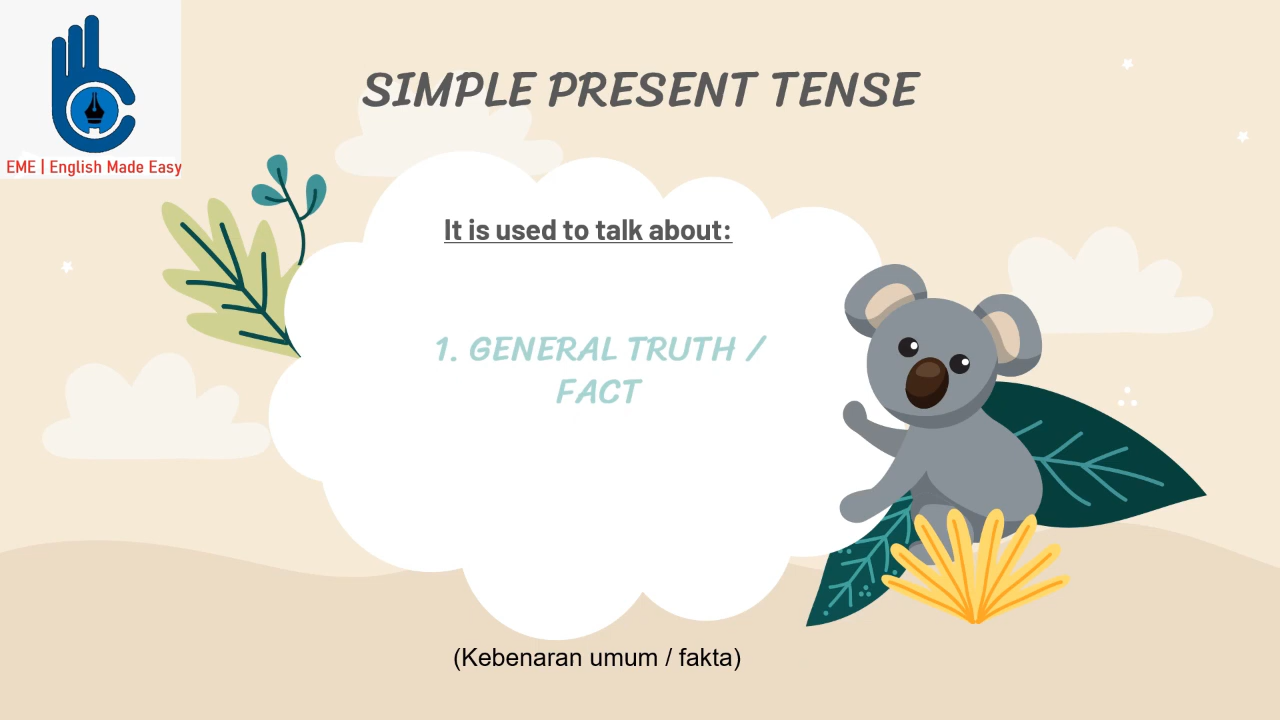 EME | English Made Easy
SIMPLE PRESENT TENSE
It is used to talk about:
1. GENERAL TRUTH /
FACT
(Kebenaran umum / fakta)